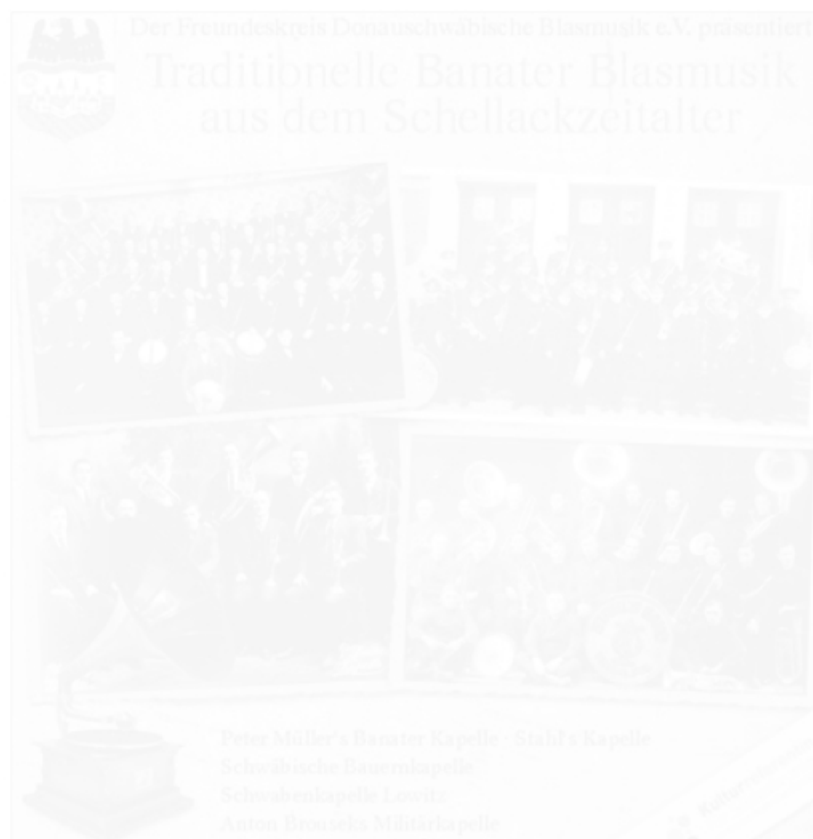 Der Freundeskreis Donauschwäbische Blasmusik e.V. präsentiert
Traditionelle Banater Blasmusik
aus dem Schellackzeitalter
Peter Müller's Banater Kapelle · Stahl's Kapelle
Schwäbische Bauernkapelle
Schwabenkapelle Lowitz
Anton Brouseks Militärkapelle
Kultur